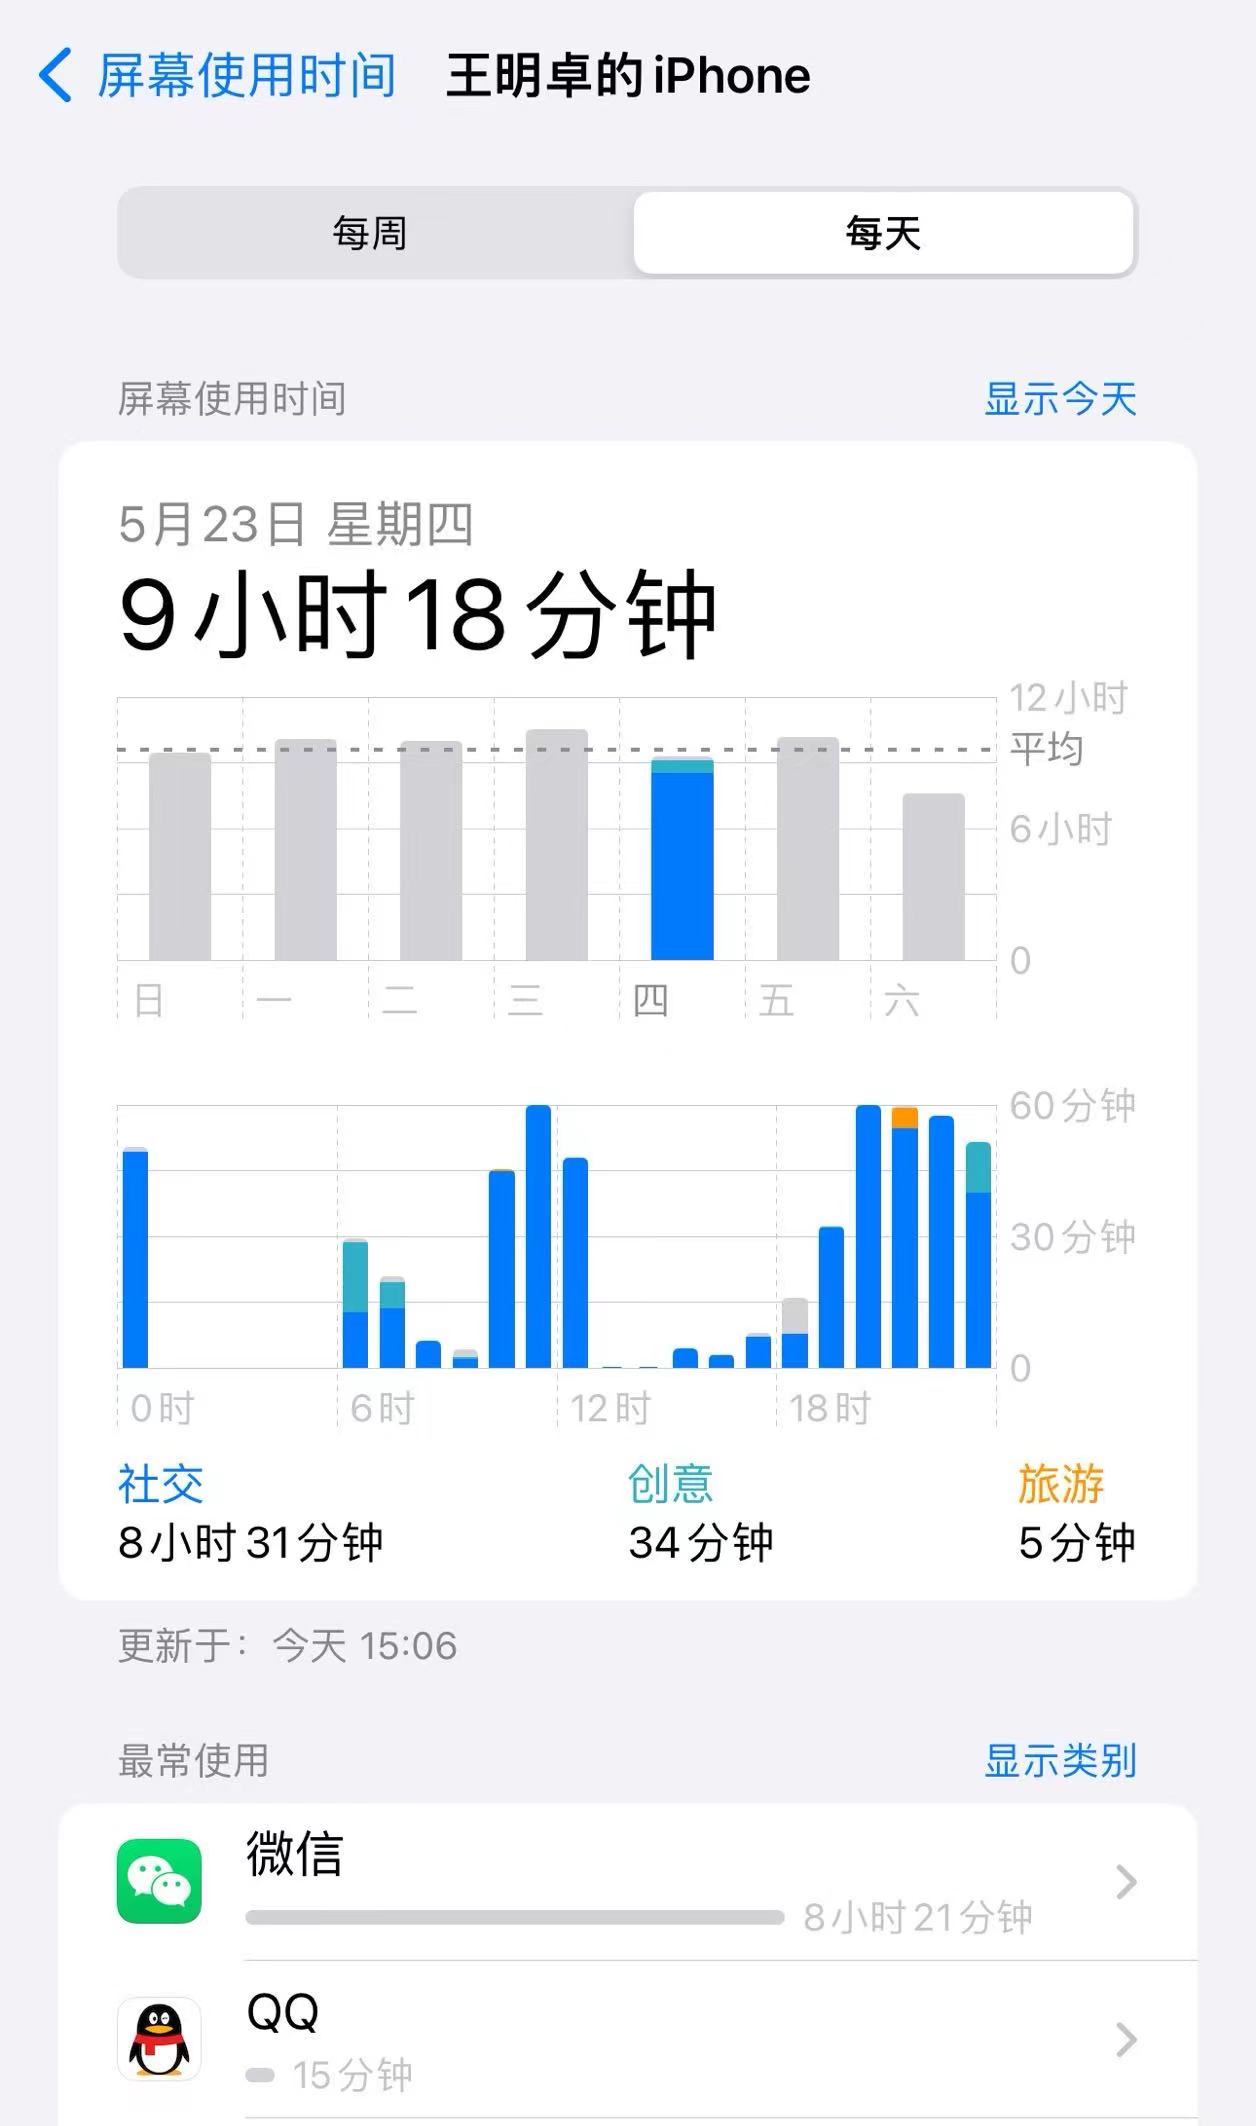 屏幕使用时间 王明卓的iPhone
每周 每天
屏幕使用时间 显示今天
5月23日 星期四
9小时18分钟
12小时
平均
6小时
0
日 一 二 三 四 五 六
60分钟
30分钟
0
0时 6时 12时 18时
社交 创意 旅游
8小时31分钟 34分钟 5分钟
更新于：今天 15:06
最常使用 显示类别
微信
8小时21分钟
QQ
15分钟